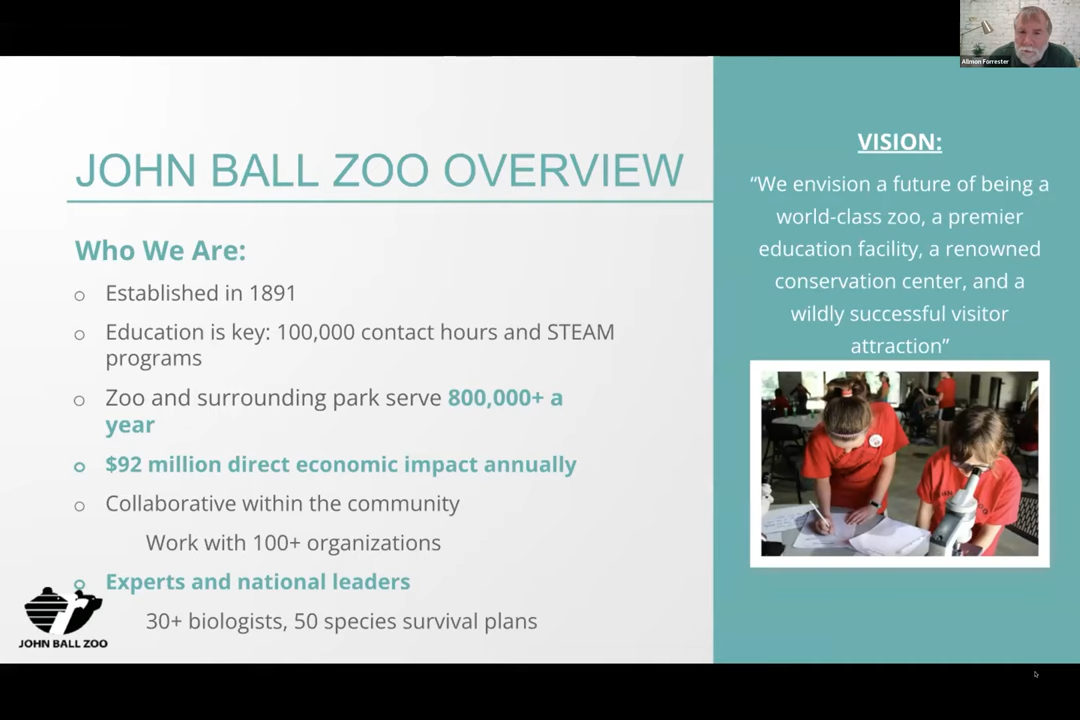 Allmon Forrester
JOHN BALL ZOO OVERVIEW
Who We Are:
Established in 1891
Education is key: 100,000 contact hours and STEAM
programs
Zoo and surrounding park serve 800,000+ a
year
$92 million direct economic impact annually
Collaborative within the community
Work with 100+ organizations
Experts and national leaders
30+ biologists, 50 species survival plans
JOHN BALL ZOO
VISION:
“We envision a future of being a
world-class zoo, a premier
education facility, a renowned
conservation center, and a
wildly successful visitor
attraction”